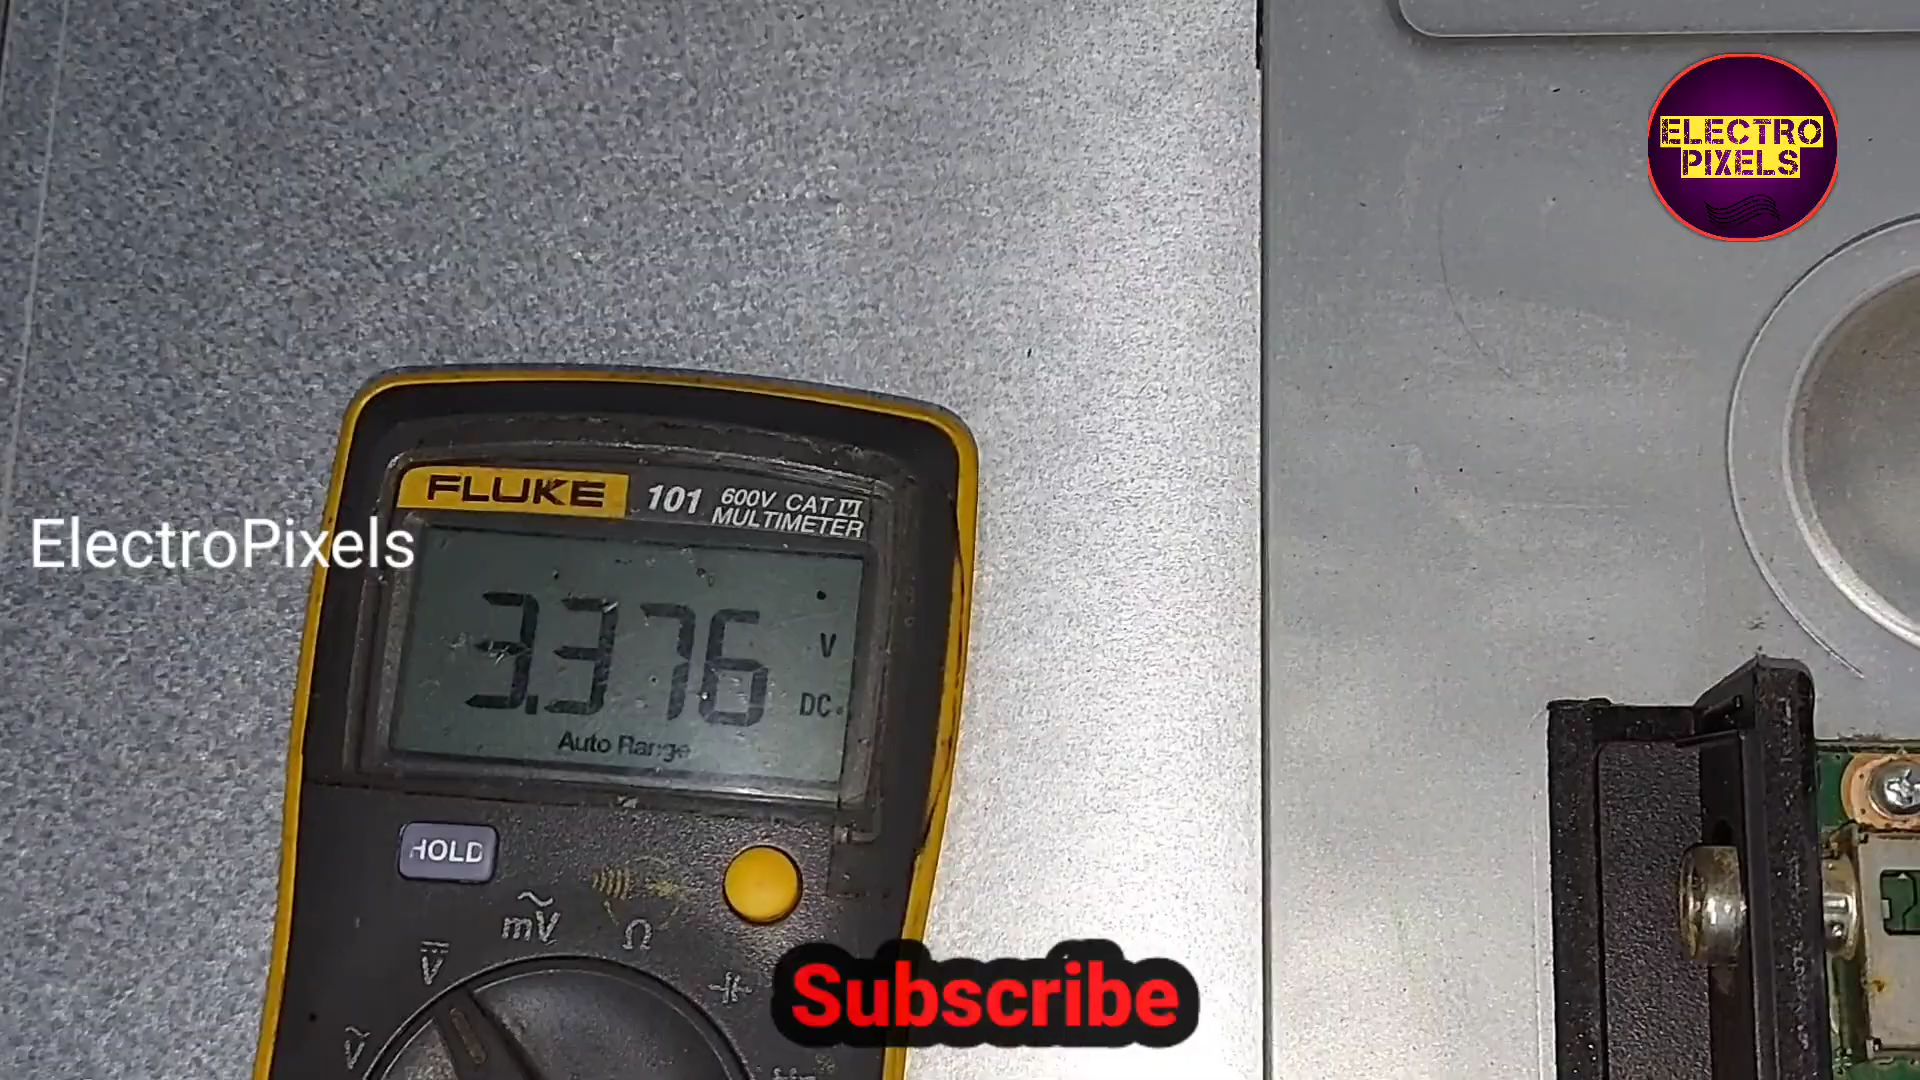 ELECTRO
PIXELS
FLUKE 101 600V CAT III
MULTIMETER
ElectroPixels
3.376 V
DC
Auto Range
HOLD
mV
Ω
V
Subscribe